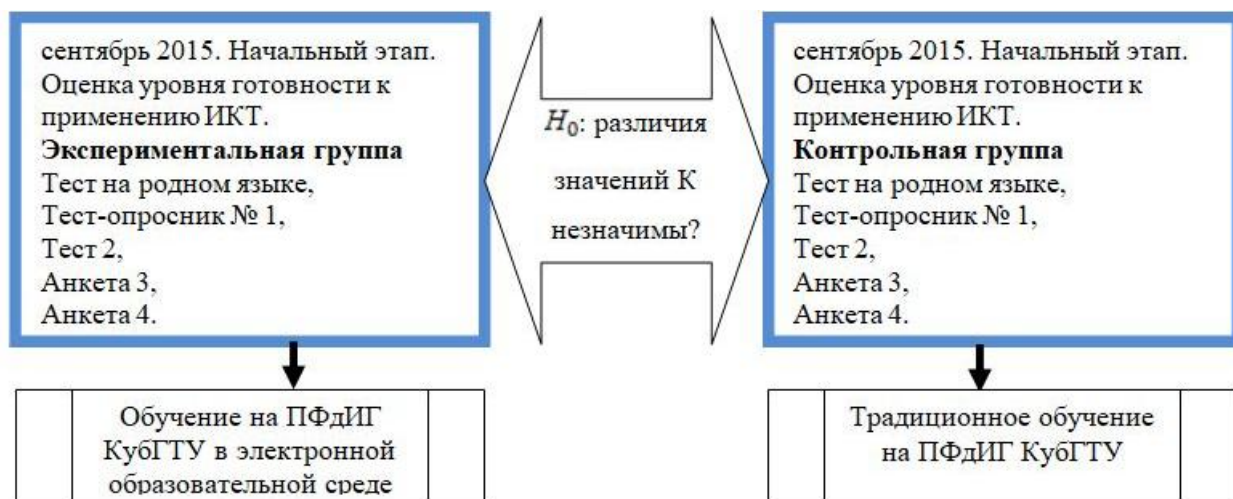 сентябрь 2015. Начальный этап.
Оценка уровня готовности к
применению ИКТ.
Экспериментальная группа
Тест на родном языке,
Тест-опросник № 1,
Тест 2,
Анкета 3,
Анкета 4.
H₀: различия
значений К
незначимы?
сентябрь 2015. Начальный этап.
Оценка уровня готовности к
применению ИКТ.
Контрольная группа
Тест на родном языке,
Тест-опросник № 1,
Тест 2,
Анкета 3,
Анкета 4.
Обучение на ПФдИГ
КубГТУ в электронной
образовательной среде
Традиционное обучение
на ПФдИГ КубГТУ